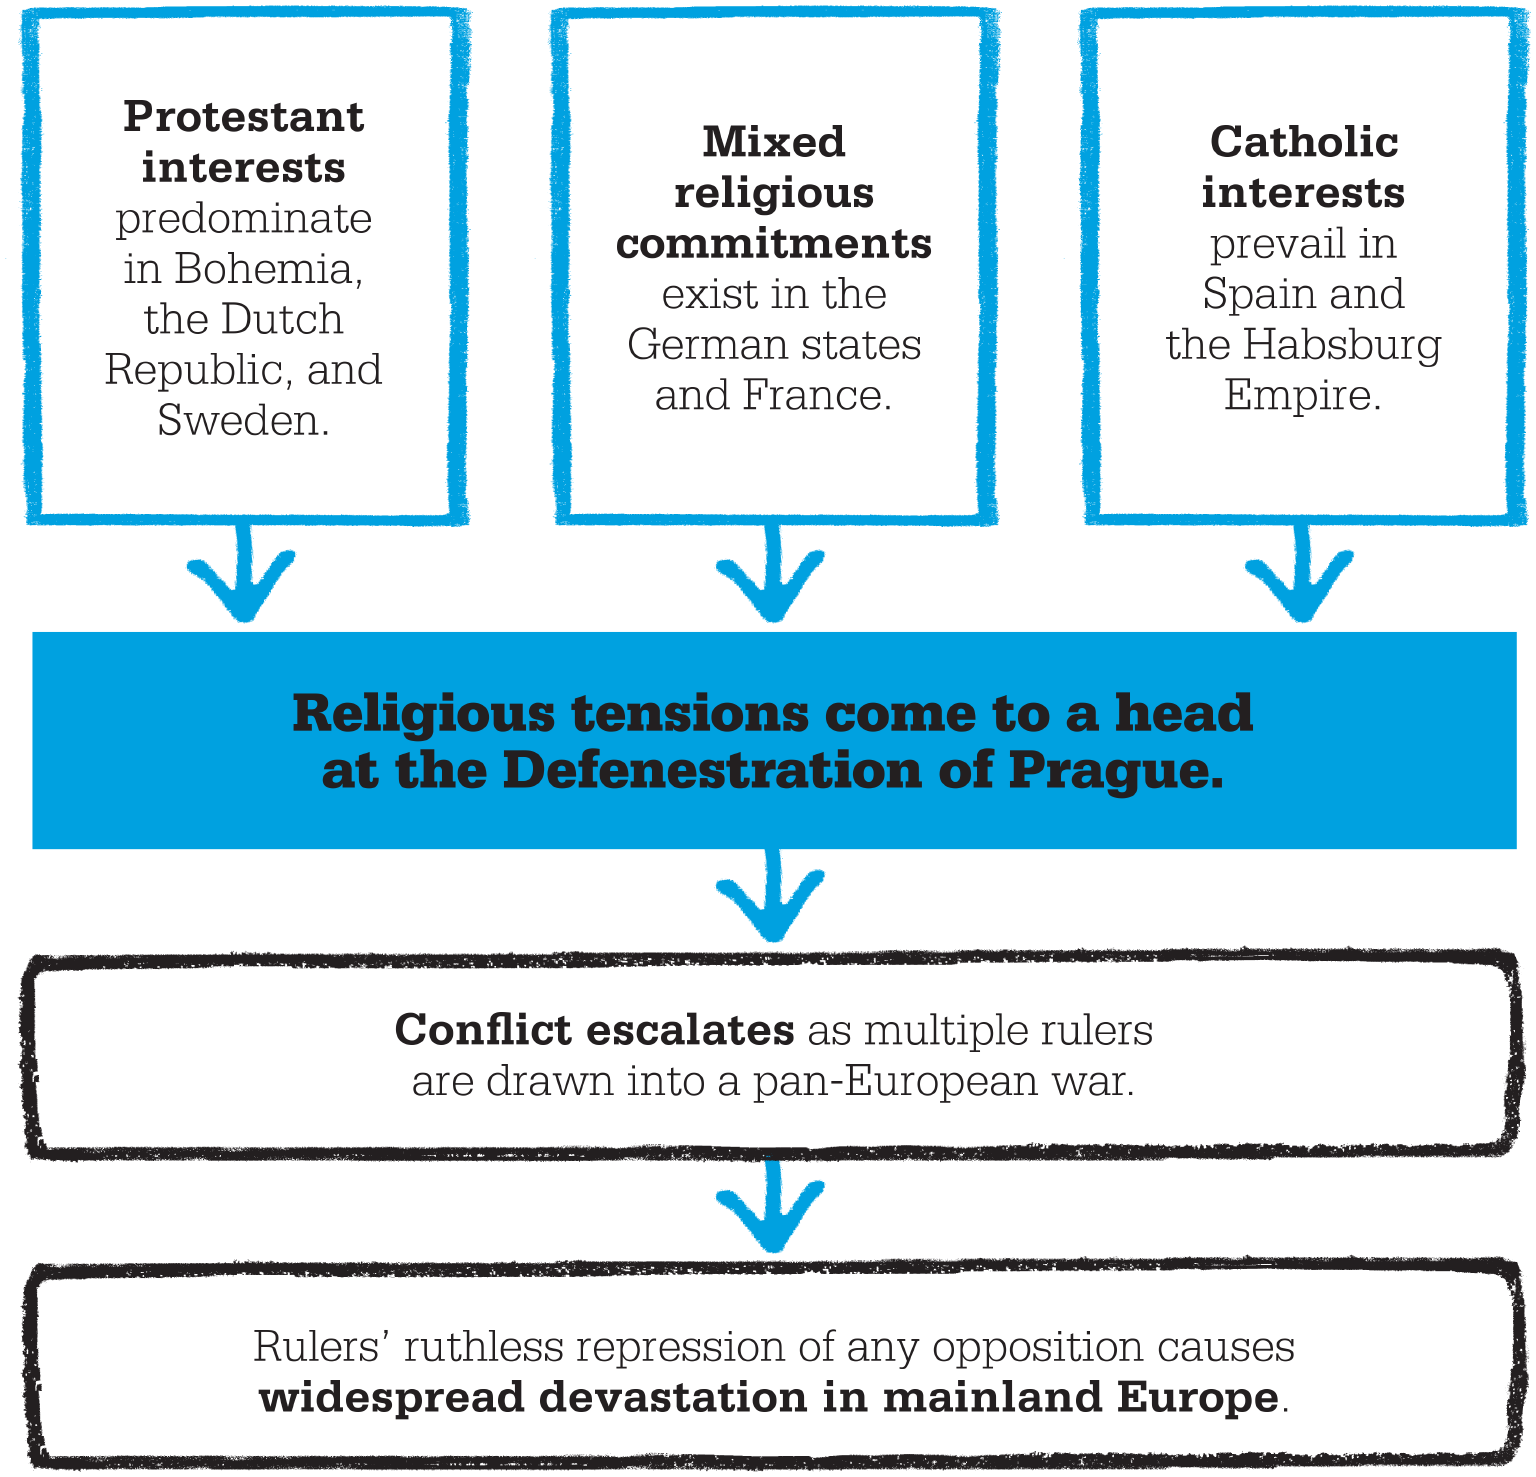 Protestant
interests
predominate
in Bohemia,
the Dutch
Republic, and
Sweden.
Mixed
religious
commitments
exist in the
German states
and France.
Catholic
interests
prevail in
Spain and
the Habsburg
Empire.
Religious tensions come to a head
at the Defenestration of Prague.
Conflict escalates as multiple rulers
are drawn into a pan-European war.
Rulers’ ruthless repression of any opposition causes
widespread devastation in mainland Europe.